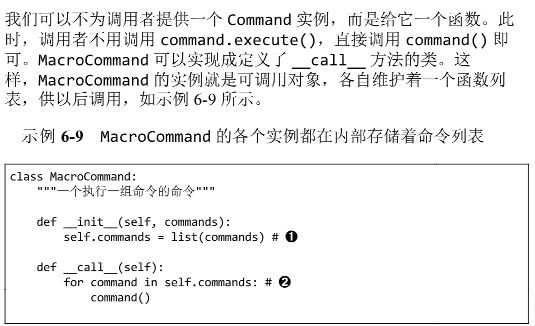 我们可以不为调用者提供一个 Command 实例，而是给它一个函数。此
时，调用者不用调用 command.execute()，直接调用 command() 即
可。MacroCommand 可以实现成定义了 __call__ 方法的类。这
样，MacroCommand 的实例就是可调用对象，各自维护着一个函数列
表，供以后调用，如示例 6-9 所示。
示例 6-9 MacroCommand 的各个实例都在内部存储着命令列表
class MacroCommand:
"""一个执行一组命令的命令"""
def __init__(self, commands):
self.commands = list(commands) # ❶
def __call__(self):
for command in self.commands: # ❷
command()